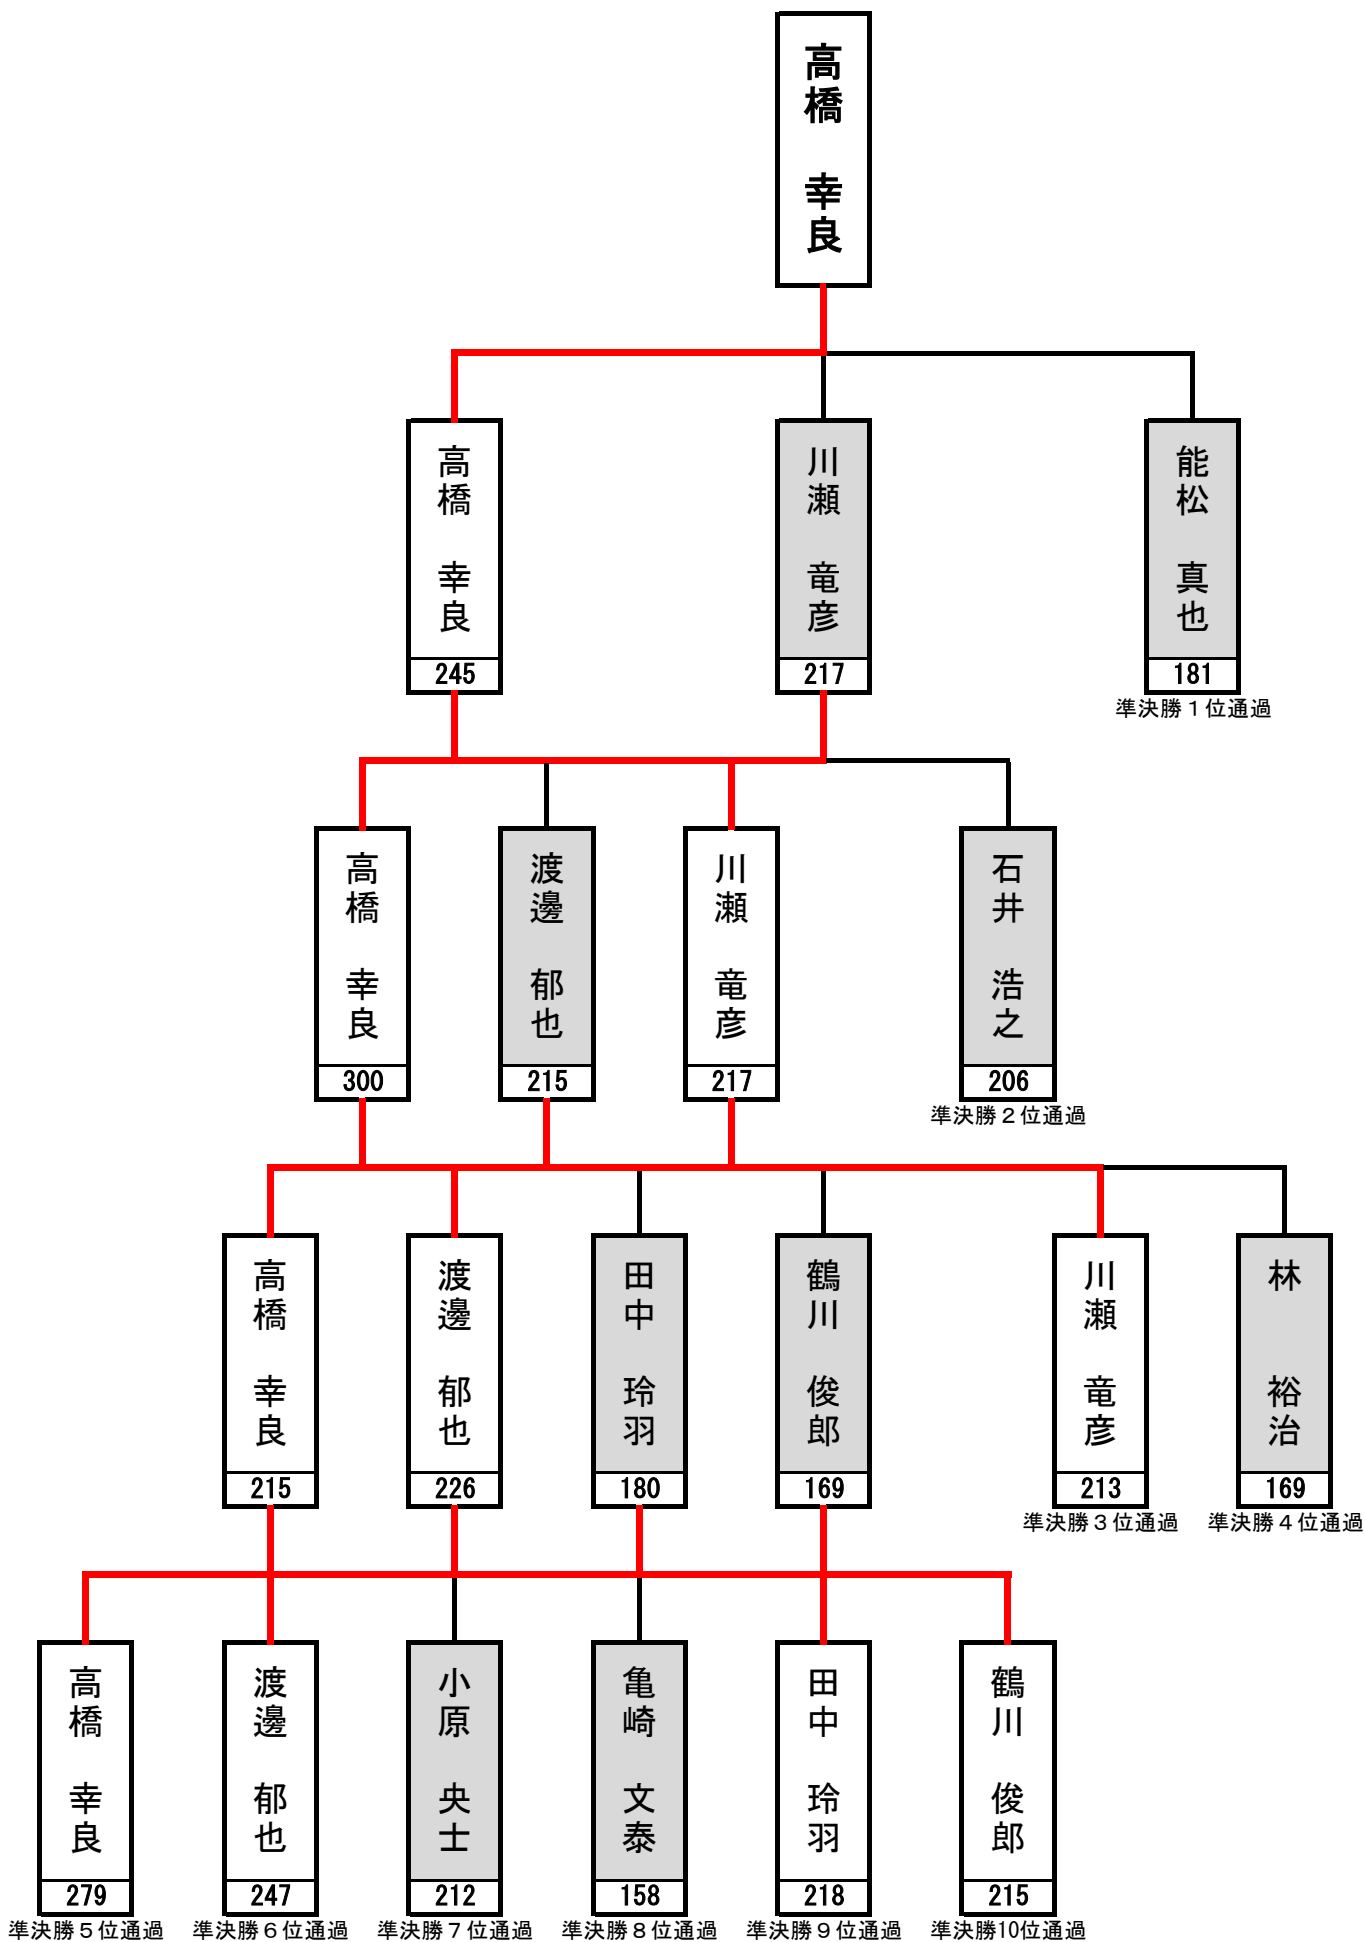 高橋　幸良
高橋　幸良
245
川瀬　竜彦
217
能松　真也
181
準決勝１位通過
高橋　幸良
300
渡邊　郁也
215
川瀬　竜彦
217
石井　浩之
206
準決勝２位通過
高橋　幸良
215
渡邊　郁也
226
田中　玲羽
180
鶴川　俊郎
169
川瀬　竜彦
213
準決勝３位通過
林　　裕治
169
準決勝４位通過
高橋　幸良
279
準決勝５位通過
渡邊　郁也
247
準決勝６位通過
小原　央士
212
準決勝７位通過
亀崎　文泰
158
準決勝８位通過
田中　玲羽
218
準決勝９位通過
鶴川　俊郎
215
準決勝10位通過